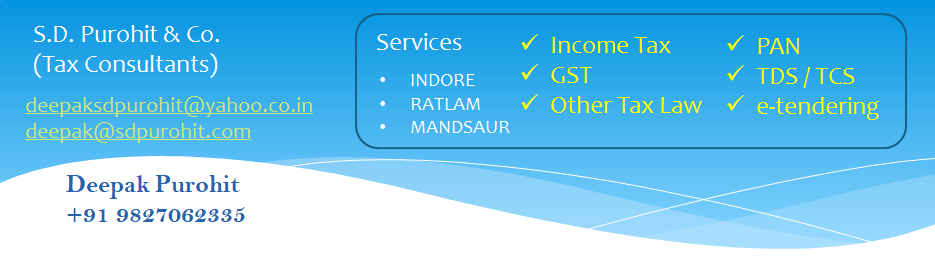 S.D. Purohit & Co.
(Tax Consultants)
deepaksdpurohit@yahoo.co.in
deepak@sdpurohit.com
Deepak Purohit
+91 9827062335
Services
• INDORE
• RATLAM
• MANDSAUR
✓ Income Tax
✓ GST
✓ Other Tax Law
✓ PAN
✓ TDS / TCS
✓ e-tendering